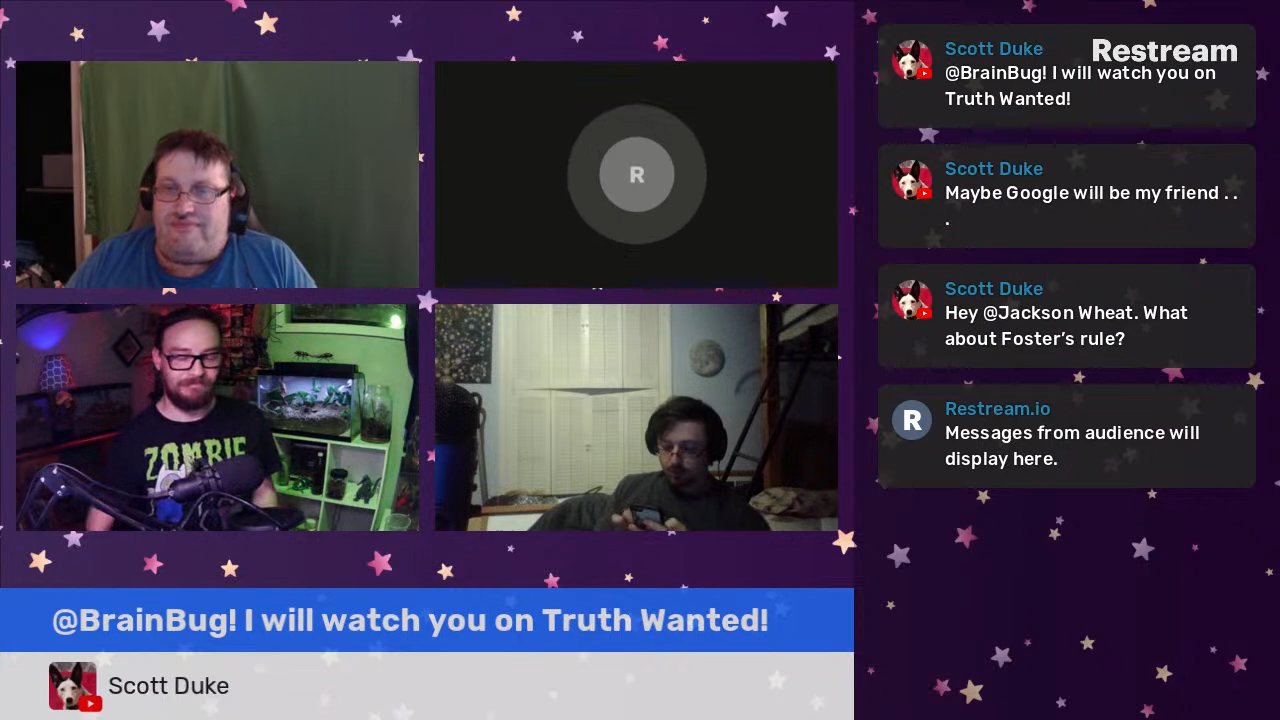 R
ZOMBIE
@BrainBug! I will watch you on Truth Wanted!
Scott Duke
Restream
Scott Duke
@BrainBug! I will watch you on
Truth Wanted!
Scott Duke
Maybe Google will be my friend . .
.
Scott Duke
Hey @Jackson Wheat. What
about Foster’s rule?
R
Restream.io
Messages from audience will
display here.